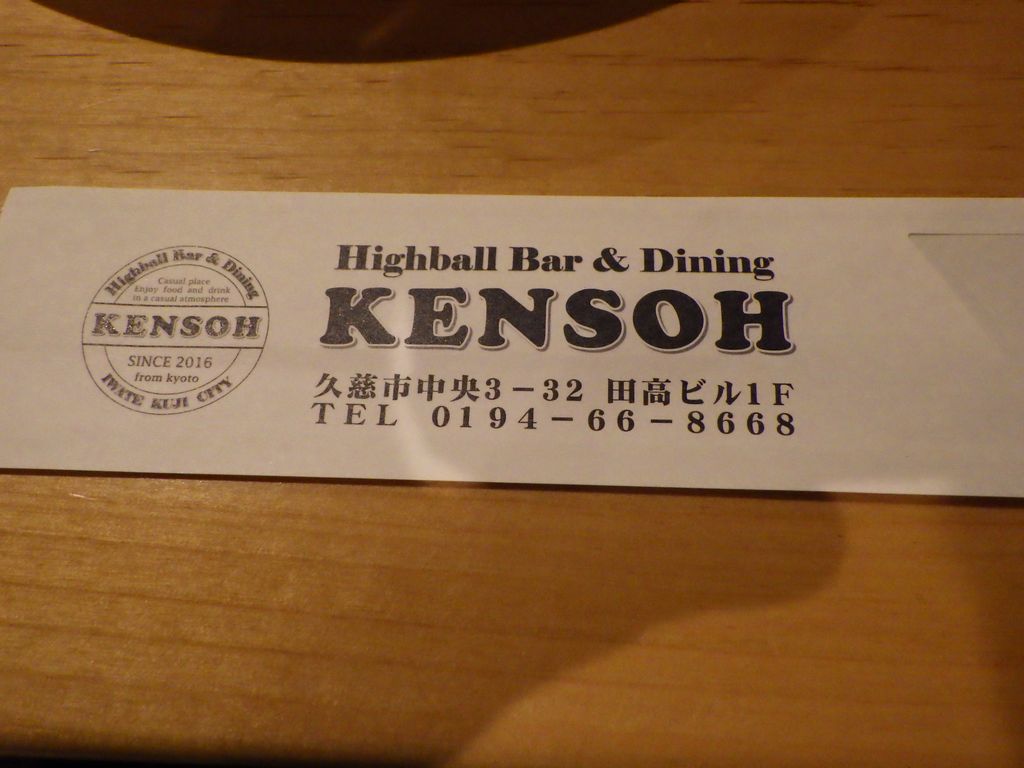 Highball Bar & Dining
Casual place
Enjoy food and drink
in a casual atmosphere
KENSOH
SINCE 2016
from kyoto
IWATE KUJI CITY
Highball Bar & Dining
KENSOH
久慈市中央3－32 田高ビル1F
TEL 0194－66－8668